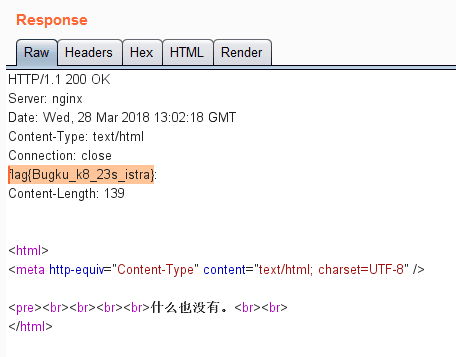 Response
Raw
Headers
Hex
HTML
Render
HTTP/1.1 200 OK
Server: nginx
Date: Wed, 28 Mar 2018 13:02:18 GMT
Content-Type: text/html
Connection: close
flag{Bugku_k8_23s_istra}:
Content-Length: 139
<html>
<meta http-equiv="Content-Type" content="text/html; charset=UTF-8" />
<pre><br><br><br><br>什么也没有。<br><br>
</html>